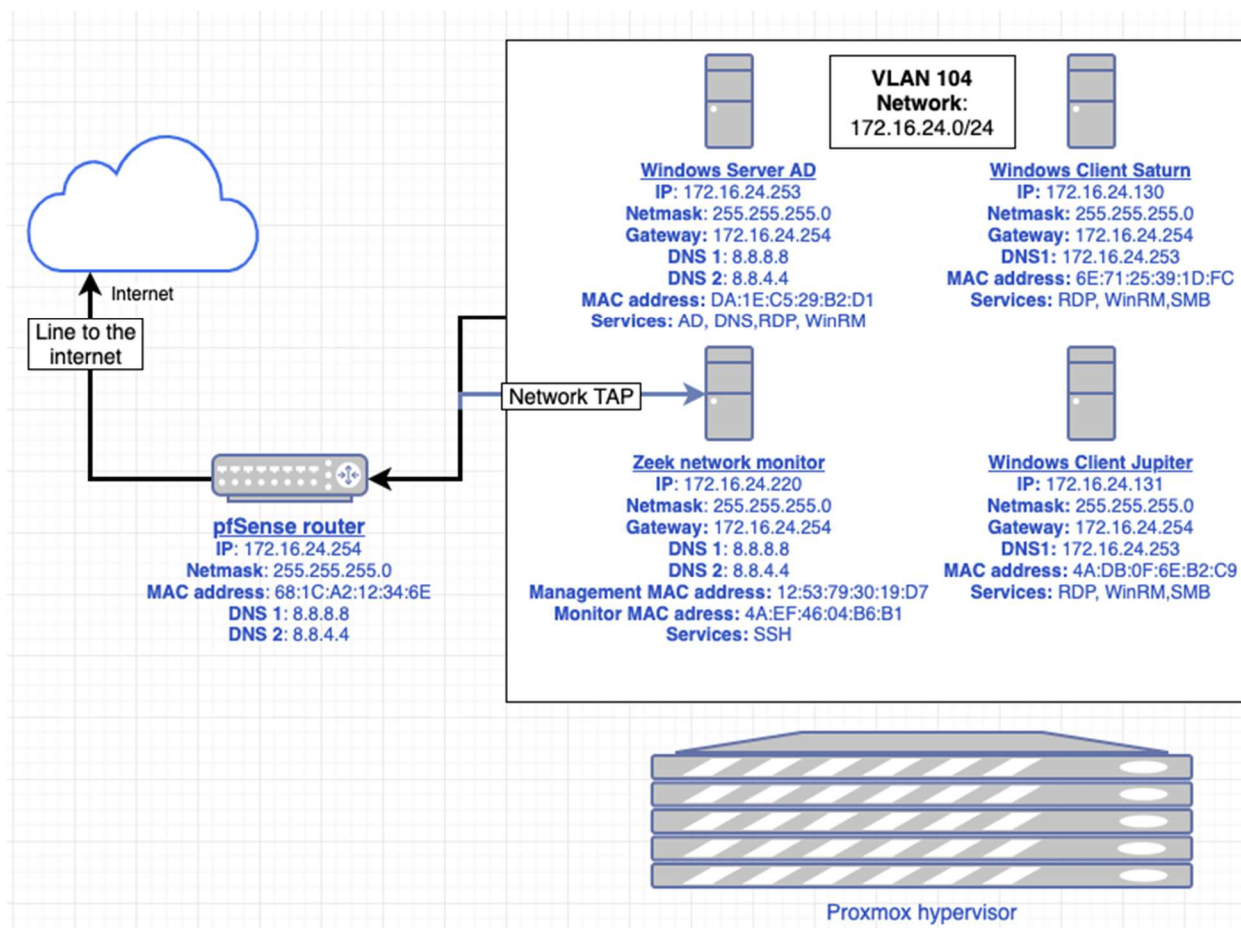 VLAN 104
Network:
172.16.24.0/24
Windows Server AD
IP: 172.16.24.253
Netmask: 255.255.255.0
Gateway: 172.16.24.254
DNS 1: 8.8.8.8
DNS 2: 8.8.4.4
MAC address: DA:1E:C5:29:B2:D1
Services: AD, DNS,RDP, WinRM
Windows Client Saturn
IP: 172.16.24.130
Netmask: 255.255.255.0
Gateway: 172.16.24.254
DNS1: 172.16.24.253
MAC address: 6E:71:25:39:1D:FC
Services: RDP, WinRM,SMB
Internet
Line to the
internet
Network TAP
pfSense router
IP: 172.16.24.254
Netmask: 255.255.255.0
MAC address: 68:1C:A2:12:34:6E
DNS 1: 8.8.8.8
DNS 2: 8.8.4.4
Zeek network monitor
IP: 172.16.24.220
Netmask: 255.255.255.0
Gateway: 172.16.24.254
DNS 1: 8.8.8.8
DNS 2: 8.8.4.4
Management MAC address: 12:53:79:30:19:D7
Monitor MAC adress: 4A:EF:46:04:B6:B1
Services: SSH
Windows Client Jupiter
IP: 172.16.24.131
Netmask: 255.255.255.0
Gateway: 172.16.24.254
DNS1: 172.16.24.253
MAC address: 4A:DB:0F:6E:B2:C9
Services: RDP, WinRM,SMB
Proxmox hypervisor